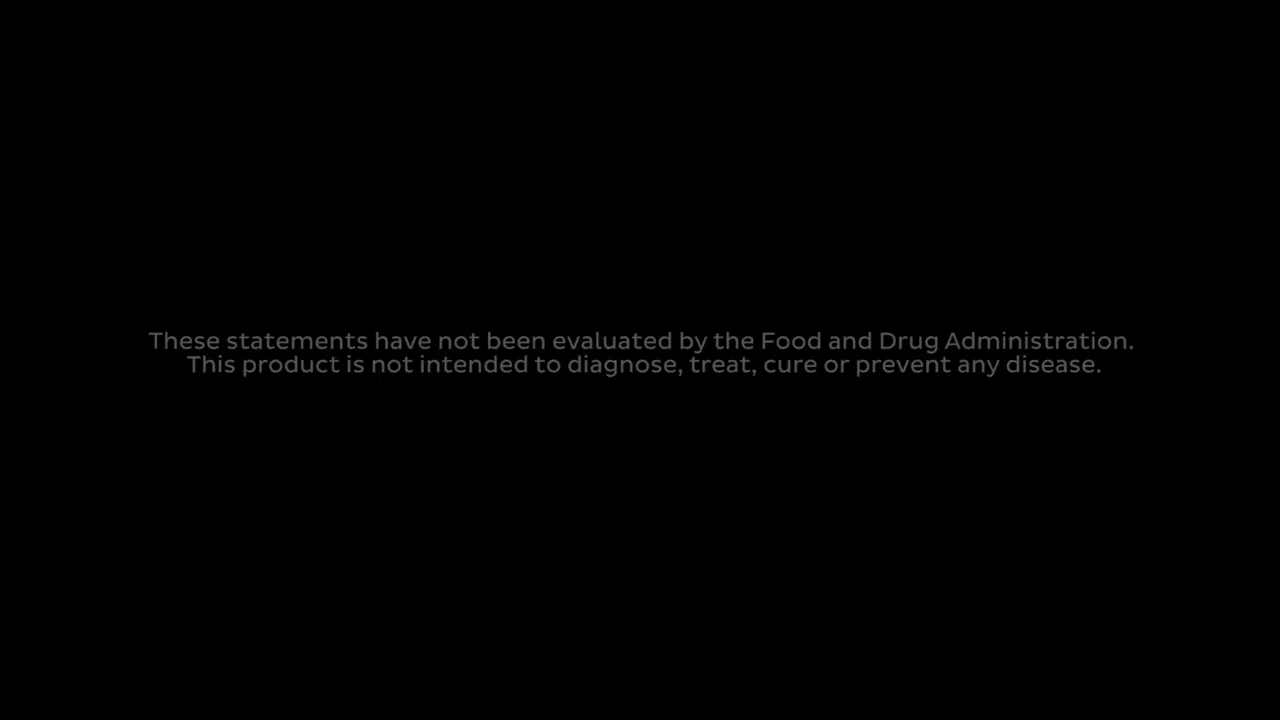 These statements have not been evaluated by the Food and Drug Administration.
This product is not intended to diagnose, treat, cure or prevent any disease.